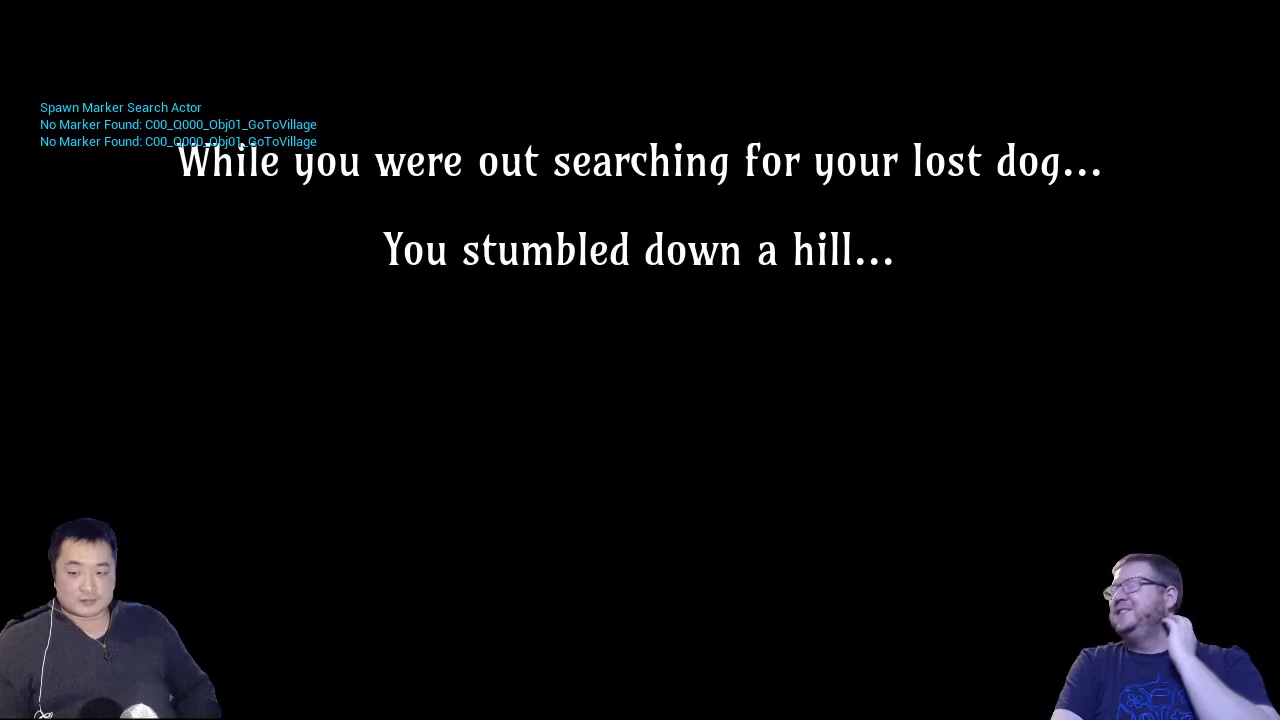 Spawn Marker Search Actor
No Marker Found: C00_Q000_Obj01_GoToVillage
No Marker Found: C00_Q000_Obj01_GoToVillage
While you were out searching for your lost dog...
You stumbled down a hill...